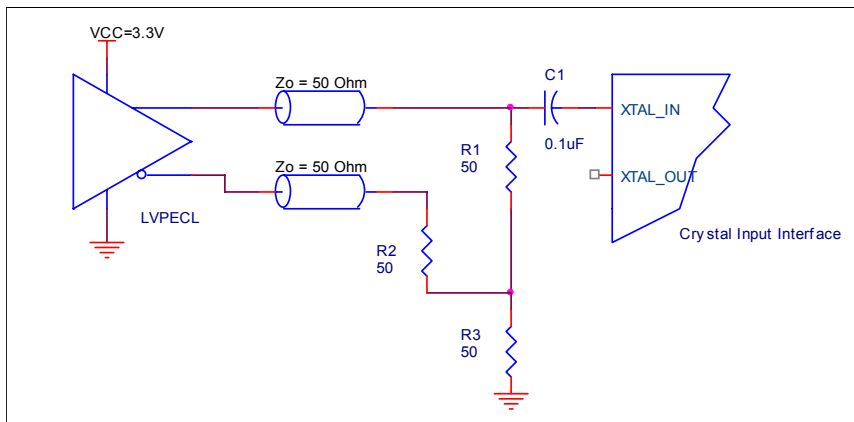 VCC=3.3V
Zo = 50 Ohm
C1
XTAL_IN
R1
50
0.1uF
Zo = 50 Ohm
XTAL_OUT
LVPECL
Crystal Input Interface
R2
50
R3
50